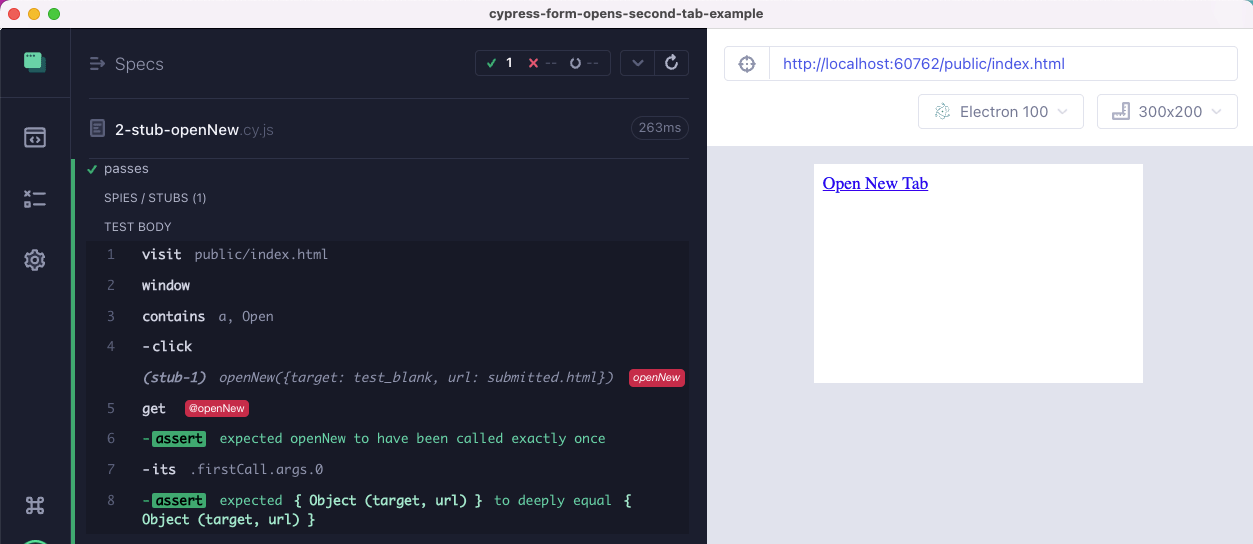 cypress-form-opens-second-tab-example
Specs
1 -- --
2-stub-openNew.cy.js
263ms
passes
SPIES / STUBS (1)
TEST BODY
1 visit public/index.html
2 window
3 contains a, Open
4 -click
(stub-1) openNew({target: test_blank, url: submitted.html}) openNew
5 get @openNew
6 -assert expected openNew to have been called exactly once
7 -its .firstCall.args.0
8 -assert expected { Object (target, url) } to deeply equal {
Object (target, url) }
http://localhost:60762/public/index.html
Electron 100
300x200
Open New Tab